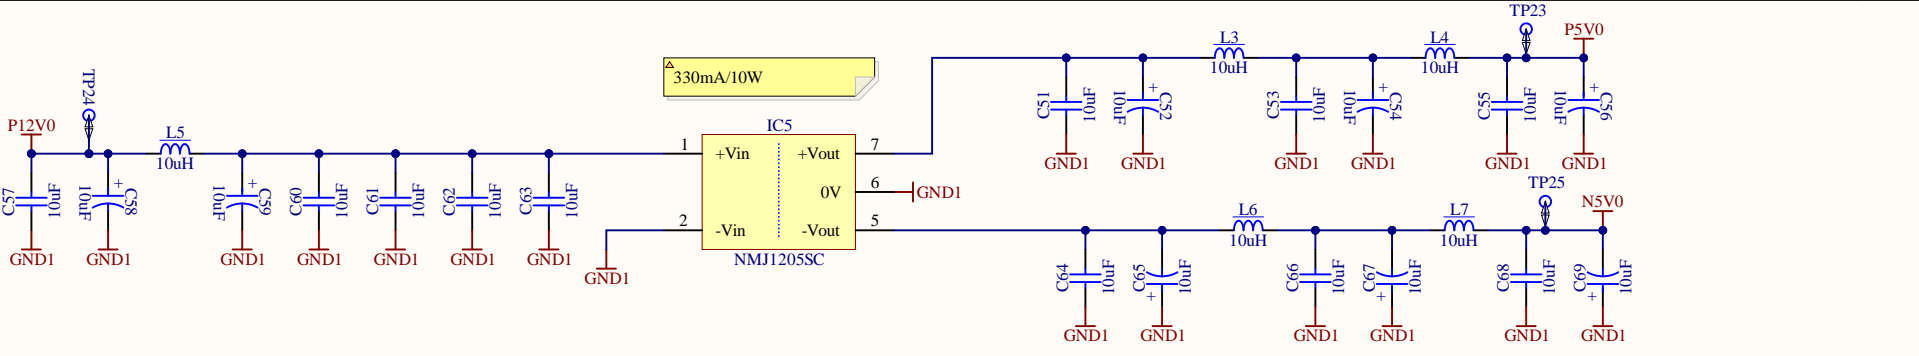 TP23
P5V0
L3
L4
10uH
10uH
330mA/10W
C51
10uF
10uF
C52
C53
10uF
10uF
C54
C55
10uF
10uF
C56
+
+
+
GND1
GND1
GND1
GND1
GND1
GND1
TP24
P12V0
L5
10uH
C57
10uF
10uF
C58
+
10uF
C59
+
C60
10uF
C61
10uF
C62
10uF
C63
10uF
GND1
GND1
GND1
GND1
GND1
GND1
GND1
GND1
IC5
1
+Vin
+Vout
7
0V
6
GND1
2
-Vin
-Vout
5
NMJ1205SC
TP25
N5V0
L6
L7
10uH
10uH
C64
10uF
C65
10uF
+
C66
10uF
C67
10uF
+
C68
10uF
C69
10uF
+
GND1
GND1
GND1
GND1
GND1
GND1